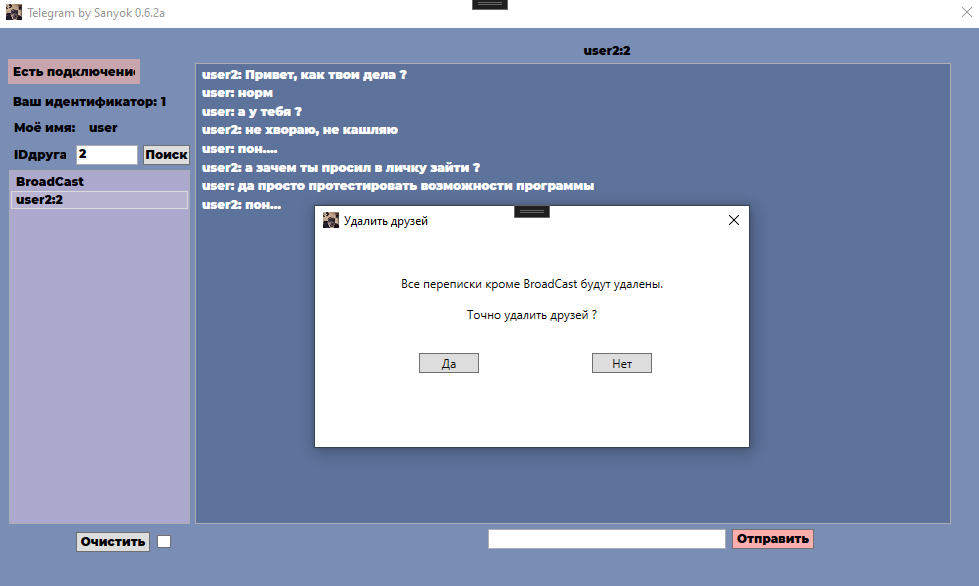 Telegram by Sanyok 0.6.2a
user2:2
Есть подключени
Ваш идентификатор: 1
Моё имя: user
IDдруга 2 Поиск
BroadCast
user2:2
user2: Привет, как твои дела ?
user: норм
user: а у тебя ?
user2: не хвораю, не кашляю
user: пон....
user2: а зачем ты просил в личку зайти ?
user: да просто протестировать возможности программы
user2: пон...
Удалить друзей
Все переписки кроме BroadCast будут удалены.
Точно удалить друзей ?
Да Нет
Очистить
Отправить